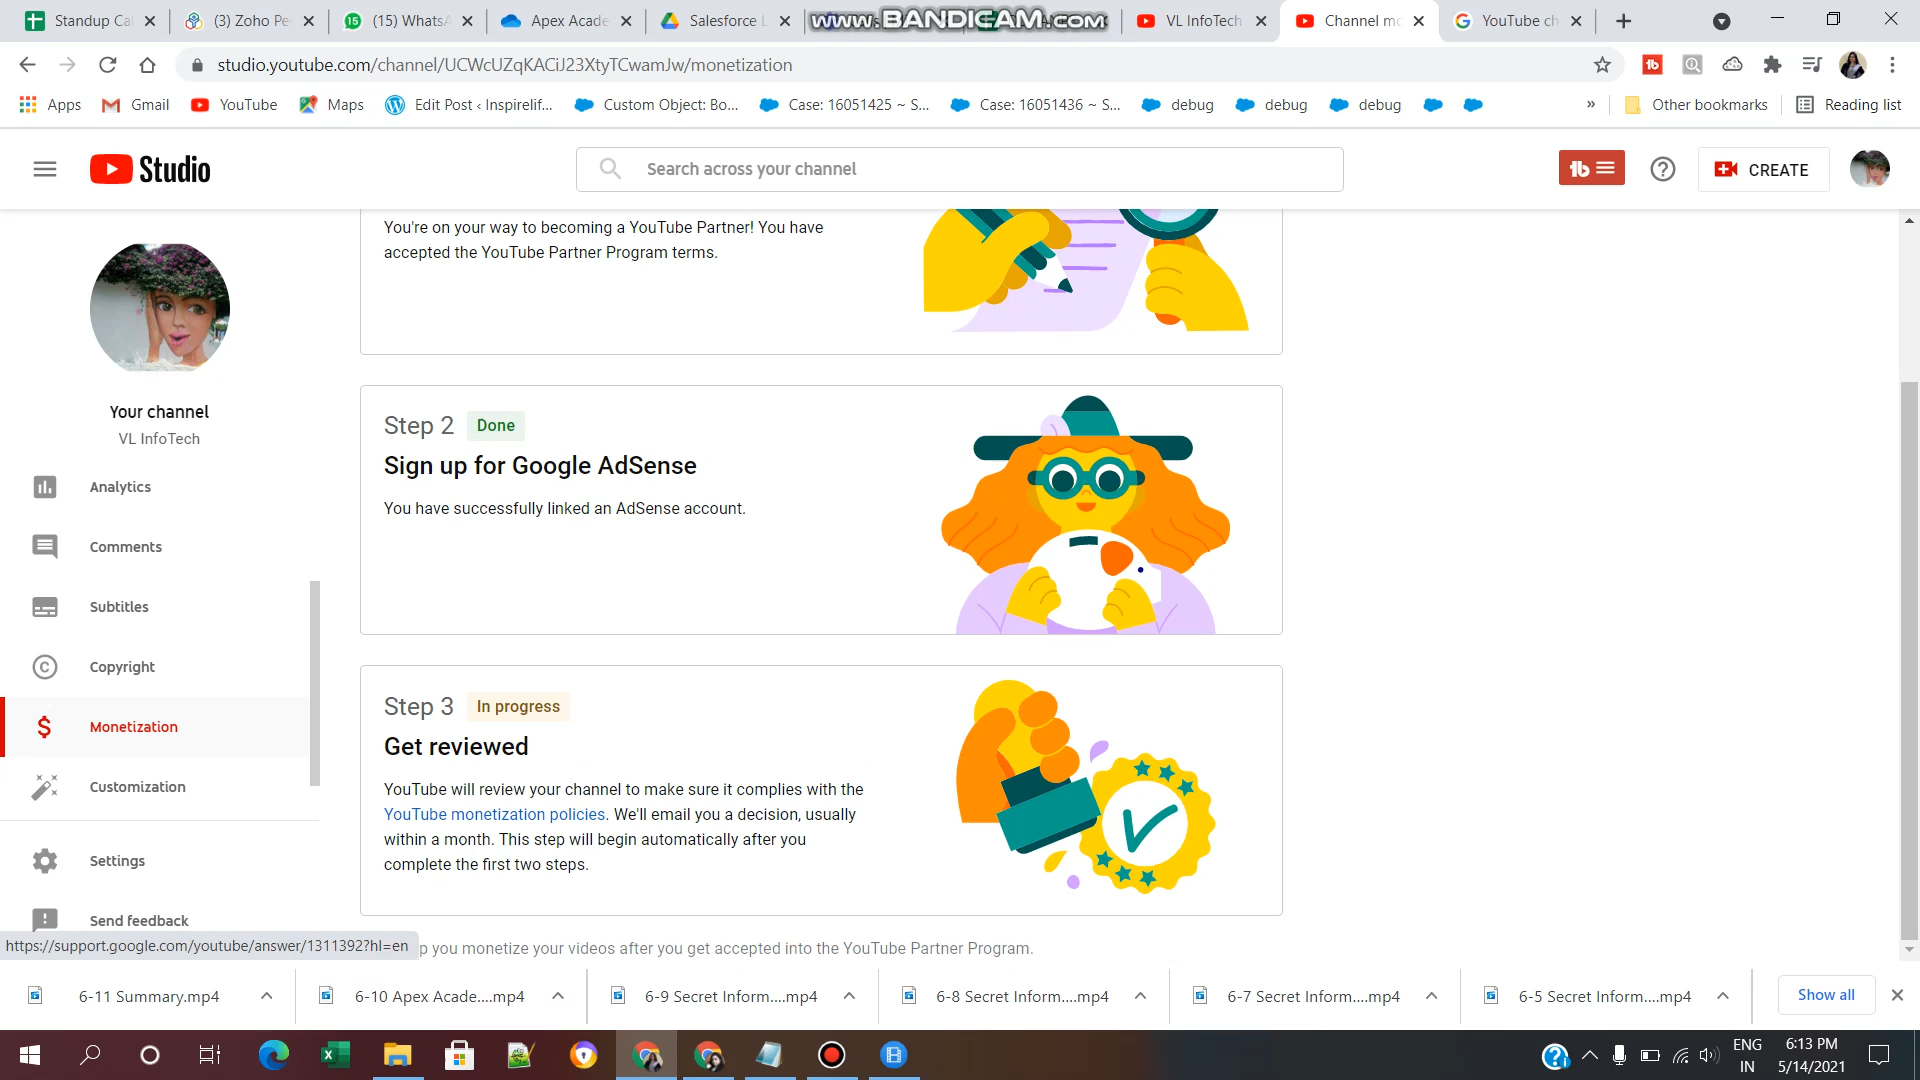 Standup Cal
(3) Zoho Pe
(15) WhatsA
Apex Acade
Salesforce L
www.BANDICAM.com
VL InfoTech
Channel mo
YouTube ch
studio.youtube.com/channel/UCWcUZqKACiJ23XtyTCwamJw/monetization
Apps
Gmail
YouTube
Maps
Edit Post ‹ Inspirelif...
Custom Object: Bo...
Case: 16051425 ~ S...
Case: 16051436 ~ S...
debug
debug
debug
»
Other bookmarks
Reading list
Studio
Search across your channel
CREATE
Your channel
VL InfoTech
Analytics
Comments
Subtitles
Copyright
Monetization
Customization
Settings
Send feedback
You're on your way to becoming a YouTube Partner! You have
accepted the YouTube Partner Program terms.
Step 2 Done
Sign up for Google AdSense
You have successfully linked an AdSense account.
Step 3 In progress
Get reviewed
YouTube will review your channel to make sure it complies with the
YouTube monetization policies. We'll email you a decision, usually
within a month. This step will begin automatically after you
complete the first two steps.
https://support.google.com/youtube/answer/1311392?hl=en
p you monetize your videos after you get accepted into the YouTube Partner Program.
6-11 Summary.mp4
6-10 Apex Acade....mp4
6-9 Secret Inform....mp4
6-8 Secret Inform....mp4
6-7 Secret Inform....mp4
6-5 Secret Inform....mp4
Show all
ENG
IN
6:13 PM
5/14/2021